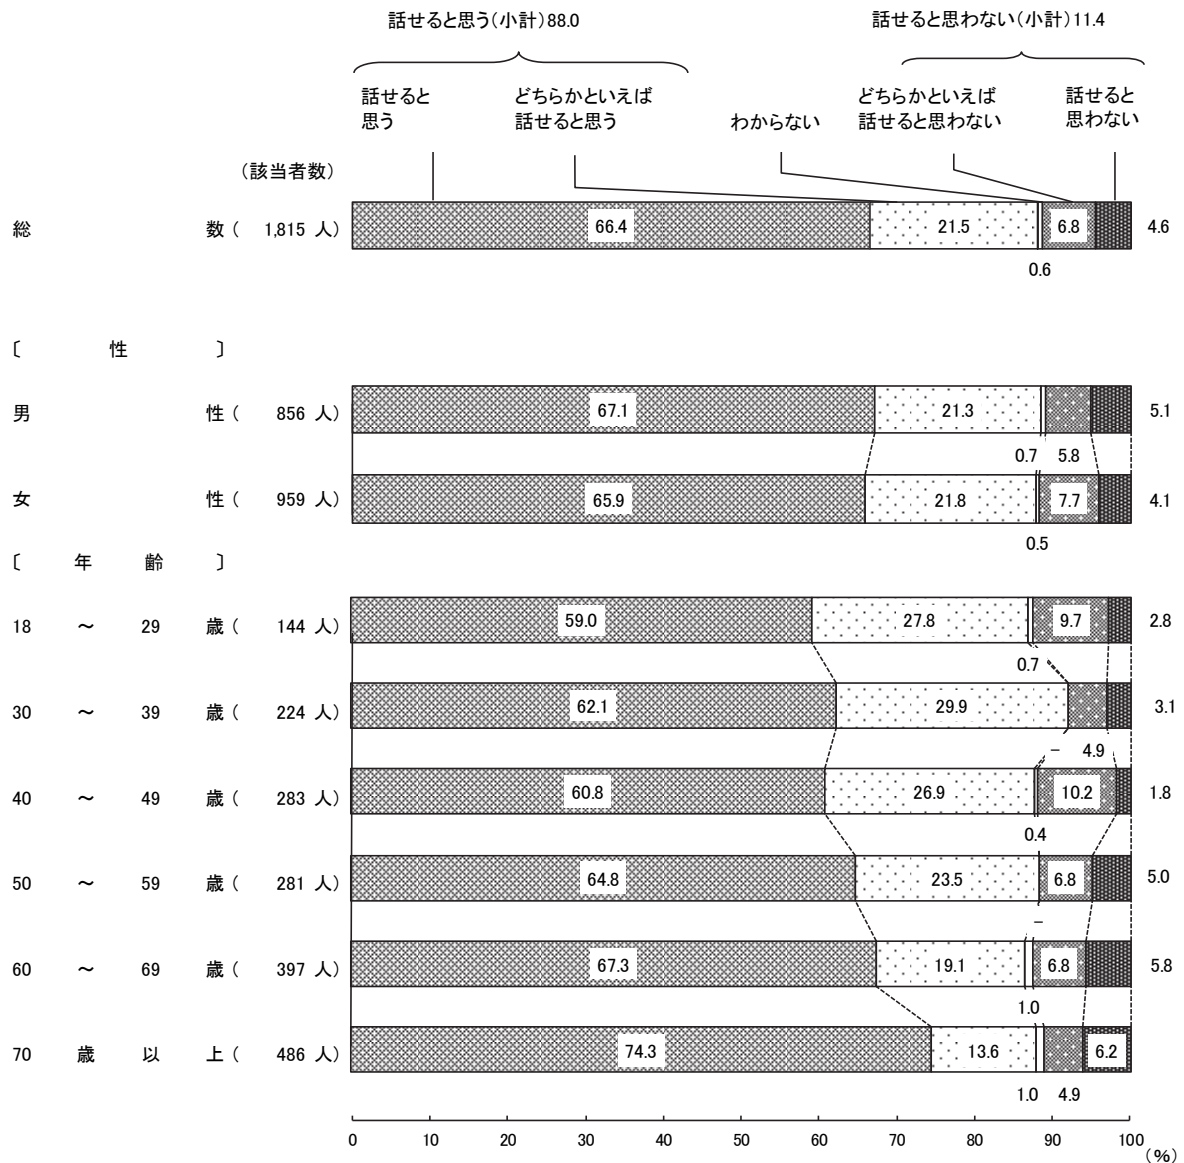 話せると思う(小計)88.0 話せると思わない(小計)11.4
話せると どちらかといえば どちらかといえば 話せると
思う 話せると思う わからない 話せると思わない 思わない
(該当者数)
総 数 ( 1,815 人) 66.4 21.5 6.8 4.6
0.6
〔 性 〕
男 性 ( 856 人) 67.1 21.3 5.1
0.7 5.8
女 性 ( 959 人) 65.9 21.8 7.7 4.1
0.5
〔 年 齢 〕
18 ～ 29 歳 ( 144 人) 59.0 27.8 9.7 2.8
0.7
30 ～ 39 歳 ( 224 人) 62.1 29.9 3.1
－ 4.9
40 ～ 49 歳 ( 283 人) 60.8 26.9 10.2 1.8
0.4
50 ～ 59 歳 ( 281 人) 64.8 23.5 6.8 5.0
－
60 ～ 69 歳 ( 397 人) 67.3 19.1 6.8 5.8
1.0
70 歳 以 上 ( 486 人) 74.3 13.6 6.2
1.0 4.9
0 10 20 30 40 50 60 70 80 90 100
(%)